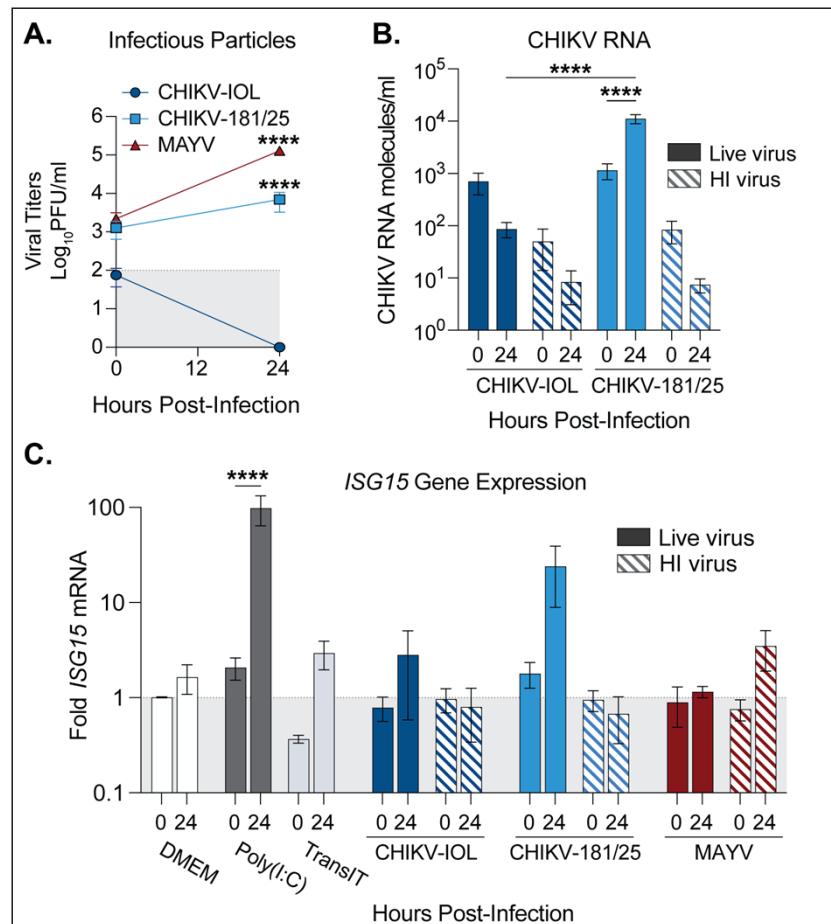 A.
Infectious Particles
CHIKV-IOL
CHIKV-181/25
MAYV
****
****
6
5
4
3
2
1
0
Viral Titers
Log10PFU/ml
0 12 24
Hours Post-Infection
B.
CHIKV RNA
****
****
Live virus
HI virus
10^5
10^4
10^3
10^2
10^1
10^0
CHIKV RNA molecules/ml
0 24 0 24 0 24 0 24
CHIKV-IOL CHIKV-181/25
Hours Post-Infection
C.
ISG15 Gene Expression
****
Live virus
HI virus
100
10
1
0.1
Fold ISG15 mRNA
0 24 0 24 0 24 0 24 0 24 0 24 0 24 0 24 0 24
DMEM Poly(I:C) TransIT CHIKV-IOL CHIKV-181/25 MAYV
Hours Post-Infection